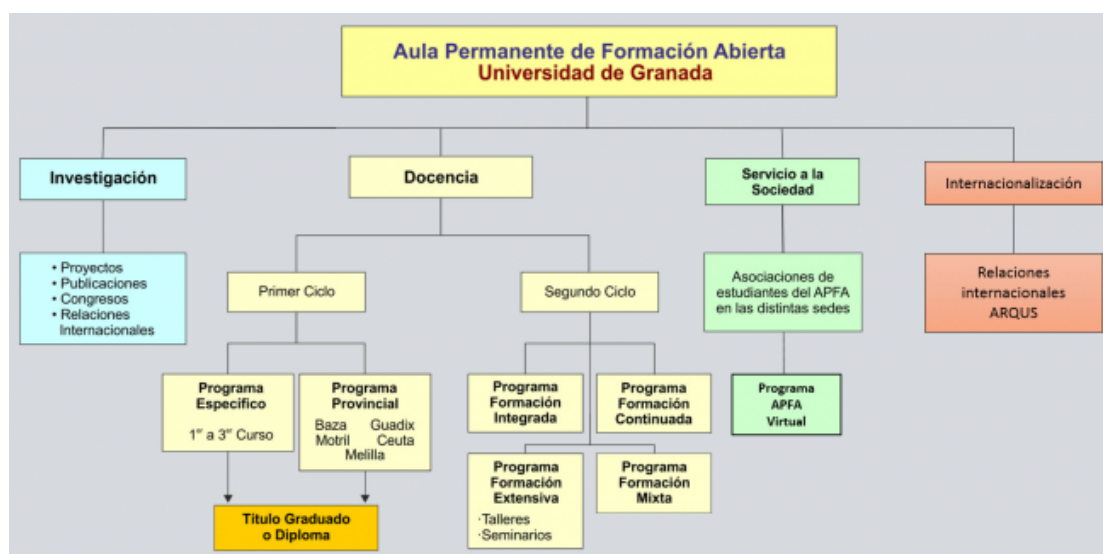 Aula Permanente de Formación Abierta
Universidad de Granada
Investigación
Docencia
Servicio a la
Sociedad
Internacionalización
• Proyectos
• Publicaciones
• Congresos
• Relaciones
Internacionales
Primer Ciclo
Segundo Ciclo
Asociaciones de
estudiantes del APFA
en las distintas sedes
Relaciones
internacionales
ARQUS
Programa
Específico
1er a 3er Curso
Programa
Provincial
Baza Guadix
Motril Ceuta
Melilla
Programa
Formación
Integrada
Programa
Formación
Continuada
Programa
APFA
Virtual
Programa
Formación
Extensiva
·Talleres
·Seminarios
Programa
Formación
Mixta
Título Graduado
o Diploma